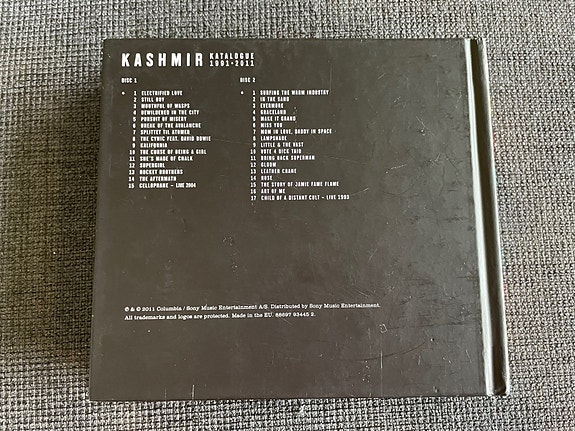 KASHMIR KATALOGUE 1991-2011
DISC 1
1 ELECTRIFIED LOVE
2 STILL BOY
3 MOUTHFUL OF WASPS
4 BEWILDERED IN THE CITY
5 PURSUIT OF MISERY
6 BREAK OF THE AVALANCHE
7 SPLITTET TIL ATOMER
8 THE CYNIC FEAT. DAVID BOWIE
9 KALIFORNIA
10 THE CURSE OF BEING A GIRL
11 SHE'S MADE OF CHALK
12 SUPERGIRL
13 ROCKET BROTHERS
14 THE AFTERMATH
15 CELLOPHANE – LIVE 2004
DISC 2
1 SURFING THE WARM INDUSTRY
2 IN THE SAND
3 EVERMORE
4 GRACELAND
5 MAKE IT GRAND
6 MISS YOU
7 MOM IN LOVE, DADDY IN SPACE
8 LAMPSHADE
9 LITTLE & THE VAST
10 VOTE 4 DICK TAID
11 BRING BACK SUPERMAN
12 GLOOM
13 LEATHER CRANE
14 ROSE
15 THE STORY OF JAMIE FAME FLAME
16 ART OF ME
17 CHILD OF A DISTANT CULT – LIVE 1993
℗ & © 2011 Columbia / Sony Music Entertainment A/S. Distributed by Sony Music Entertainment.
All trademarks and logos are protected. Made in the EU. 88697 93445 2.